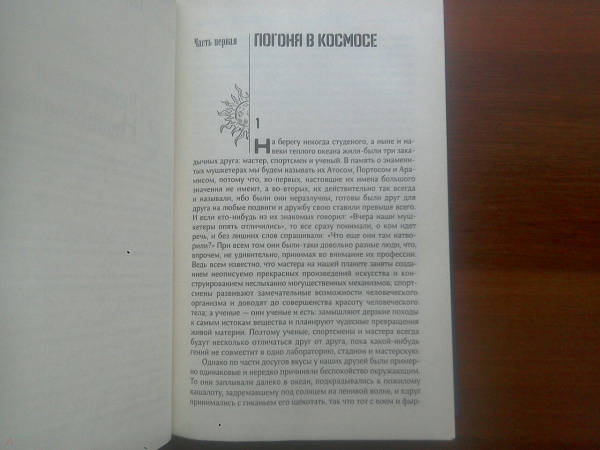 Часть первая
ПОГОНЯ В КОСМОСЕ
1
На берегу некогда студеного, а ныне и на-
веки теплого океана жили-были три зака-
дычных друга: мастер, спортсмен и ученый. В память о знамени-
тых мушкетерах мы будем называть их Атосом, Портосом и Ара-
мисом, потому что, во-первых, настоящие их имена большого
значения не имеют, а во-вторых, их действительно так всегда
и называли, ибо были они неразлучны, готовы были друг для
друга на любые подвиги и дружбу свою ставили превыше всего.
И если кто-нибудь из их знакомых говорил: «Вчера наши муш-
кетеры опять отличились», то все сразу понимали, о ком идет
речь, и без лишних слов спрашивали: «Что еще они там натво-
рили?» При всем том они были-таки довольно разные люди, что,
впрочем, не удивительно, принимая во внимание их профессии.
Ведь всем известно, что мастера на нашей планете заняты созда-
нием неописуемо прекрасных произведений искусства и кон-
струированием неслыханно могущественных механизмов, спорт-
смены развивают замечательные возможности человеческого
организма и доводят до совершенства красоту человеческого
тела; а ученые — они ученые и есть: замышляют дерзкие походы
к самым истокам вещества и планируют чудесные превращения
живой материи. Поэтому ученые, спортсмены и мастера всегда
будут несколько отличаться друг от друга, пока какой-нибудь
гений не совместит в одно лабораторию, стадион и мастерскую.
Однако по части досугов вкусы у наших друзей были пример-
но одинаковые и нередко причиняли беспокойство окружающим.
То они заплывали далеко в океан, подкрадывались к пожилому
кашалоту, задремавшему под солнцем на ленивой волне, и вдруг
принимались с гиканьем его щекотать, так что тот с воем и фыр-